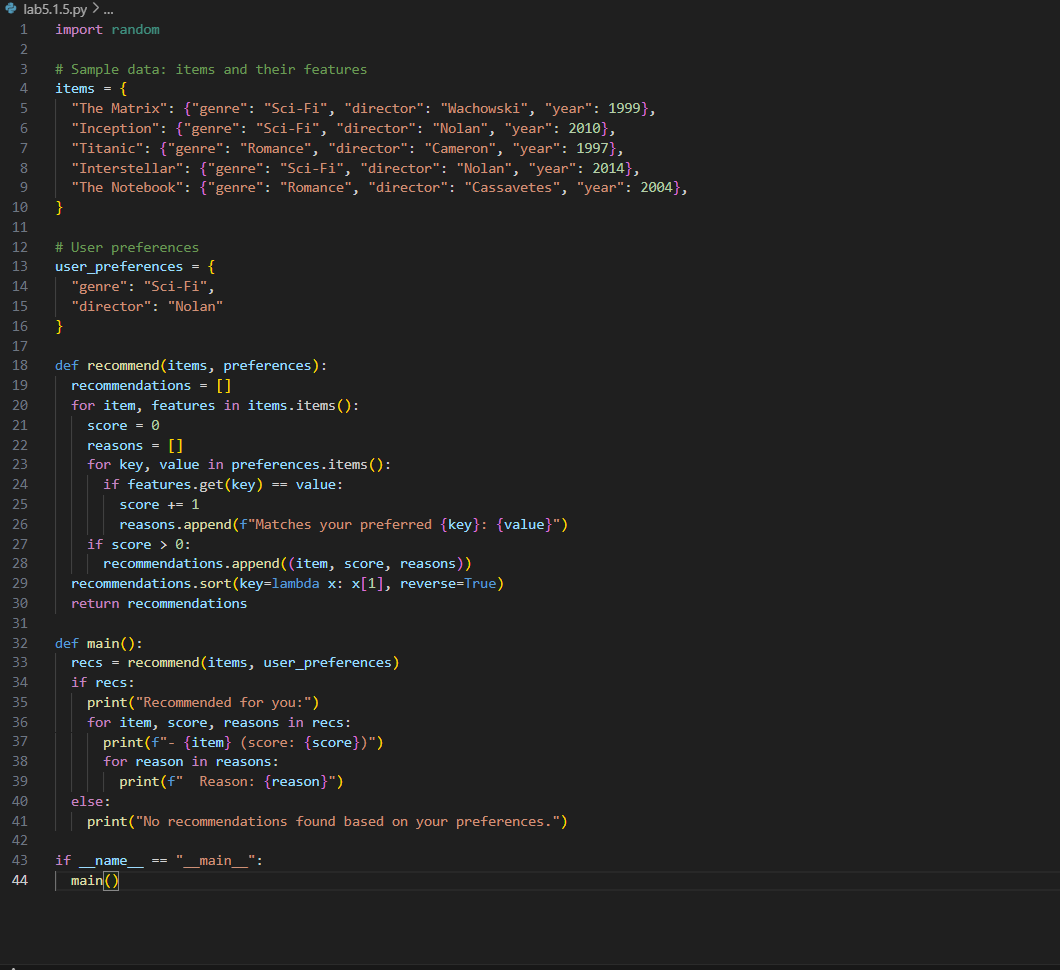 lab5.1.5.py > ...
1 import random
2
3 # Sample data: items and their features
4 items = {
5   "The Matrix": {"genre": "Sci-Fi", "director": "Wachowski", "year": 1999},
6   "Inception": {"genre": "Sci-Fi", "director": "Nolan", "year": 2010},
7   "Titanic": {"genre": "Romance", "director": "Cameron", "year": 1997},
8   "Interstellar": {"genre": "Sci-Fi", "director": "Nolan", "year": 2014},
9   "The Notebook": {"genre": "Romance", "director": "Cassavetes", "year": 2004},
10 }
11
12 # User preferences
13 user_preferences = {
14   "genre": "Sci-Fi",
15   "director": "Nolan"
16 }
17
18 def recommend(items, preferences):
19   recommendations = []
20   for item, features in items.items():
21     score = 0
22     reasons = []
23     for key, value in preferences.items():
24       if features.get(key) == value:
25         score += 1
26         reasons.append(f"Matches your preferred {key}: {value}")
27     if score > 0:
28       recommendations.append((item, score, reasons))
29   recommendations.sort(key=lambda x: x[1], reverse=True)
30   return recommendations
31
32 def main():
33   recs = recommend(items, user_preferences)
34   if recs:
35     print("Recommended for you:")
36     for item, score, reasons in recs:
37       print(f"- {item} (score: {score})")
38       for reason in reasons:
39         print(f"  Reason: {reason}")
40   else:
41     print("No recommendations found based on your preferences.")
42
43 if __name__ == "__main__":
44   main()